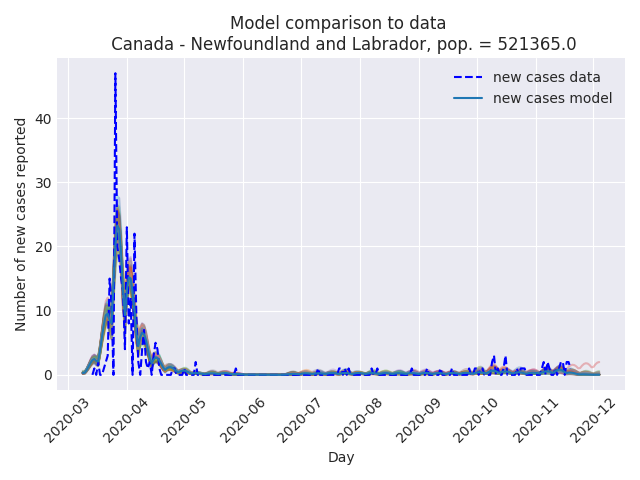 Model comparison to data
Canada - Newfoundland and Labrador, pop. = 521365.0
new cases data
new cases model
Number of new cases reported
40
30
20
10
0
2020-03
2020-04
2020-05
2020-06
2020-07
2020-08
2020-09
2020-10
2020-11
2020-12
Day